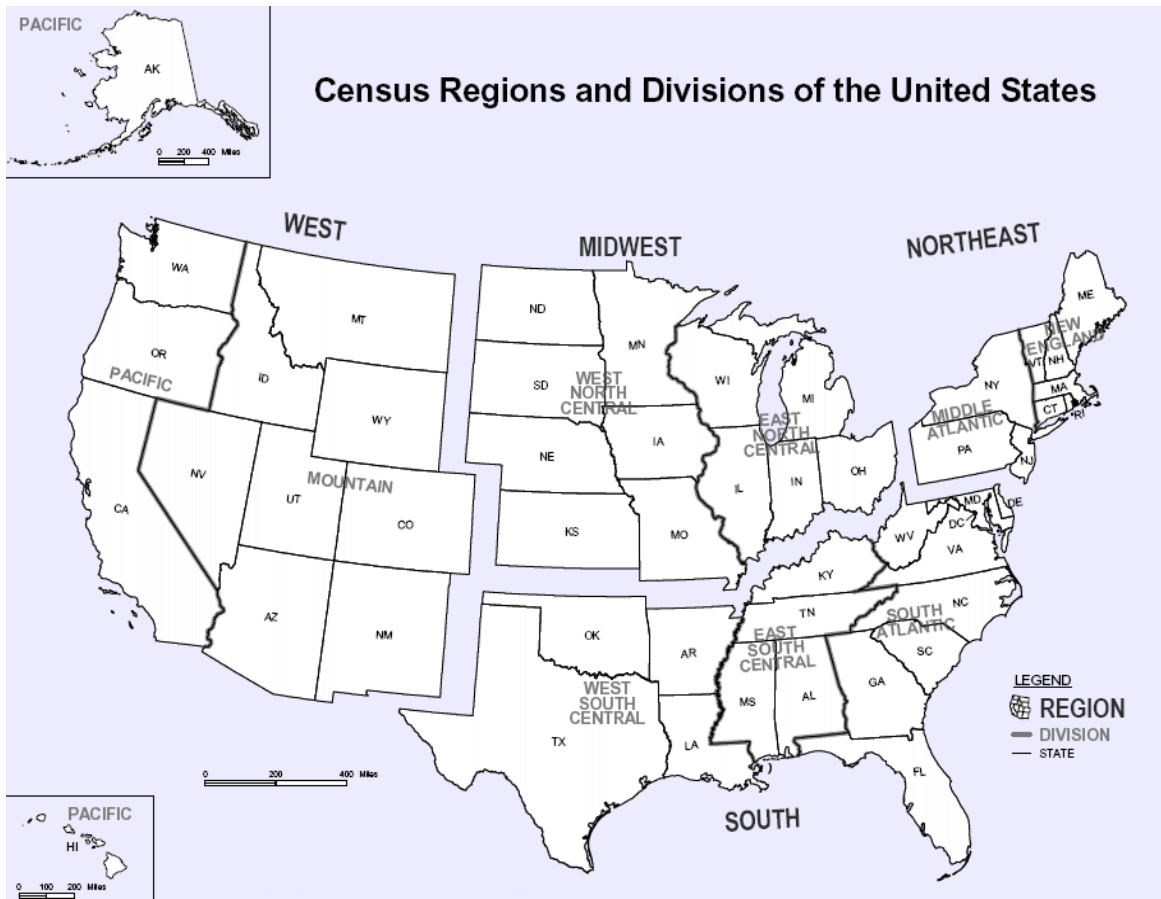 PACIFIC
AK
0 200 400 Miles
Census Regions and Divisions of the United States
WEST
MIDWEST
NORTHEAST
WA
MT
OR
PACIFIC
ID
WY
NV
MOUNTAIN
UT
CO
CA
AZ
NM
ND
MN
SD
WEST
NORTH
CENTRAL
NE
IA
KS
MO
WI
MI
EAST
NORTH
CENTRAL
IL
IN
OH
ME
NEW
ENGLAND
VT
NH
NY
MA
CT
RI
MIDDLE
ATLANTIC
PA
NJ
MD
DE
DC
WV
VA
KY
TN
NC
SOUTH
ATLANTIC
SC
EAST
SOUTH
CENTRAL
MS
AL
GA
FL
OK
AR
WEST
SOUTH
CENTRAL
TX
LA
SOUTH
LEGEND
REGION
DIVISION
STATE
0 200 400 Miles
PACIFIC
HI
0 100 200 Miles